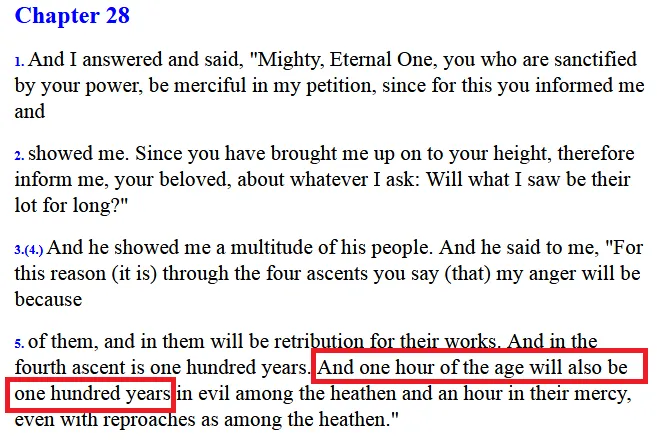 Chapter 28
1. And I answered and said, "Mighty, Eternal One, you who are sanctified
by your power, be merciful in my petition, since for this you informed me
and
2. showed me. Since you have brought me up on to your height, therefore
inform me, your beloved, about whatever I ask: Will what I saw be their
lot for long?"
3.(4.) And he showed me a multitude of his people. And he said to me, "For
this reason (it is) through the four ascents you say (that) my anger will be
because
5. of them, and in them will be retribution for their works. And in the
fourth ascent is one hundred years. And one hour of the age will also be
one hundred years in evil among the heathen and an hour in their mercy,
even with reproaches as among the heathen."